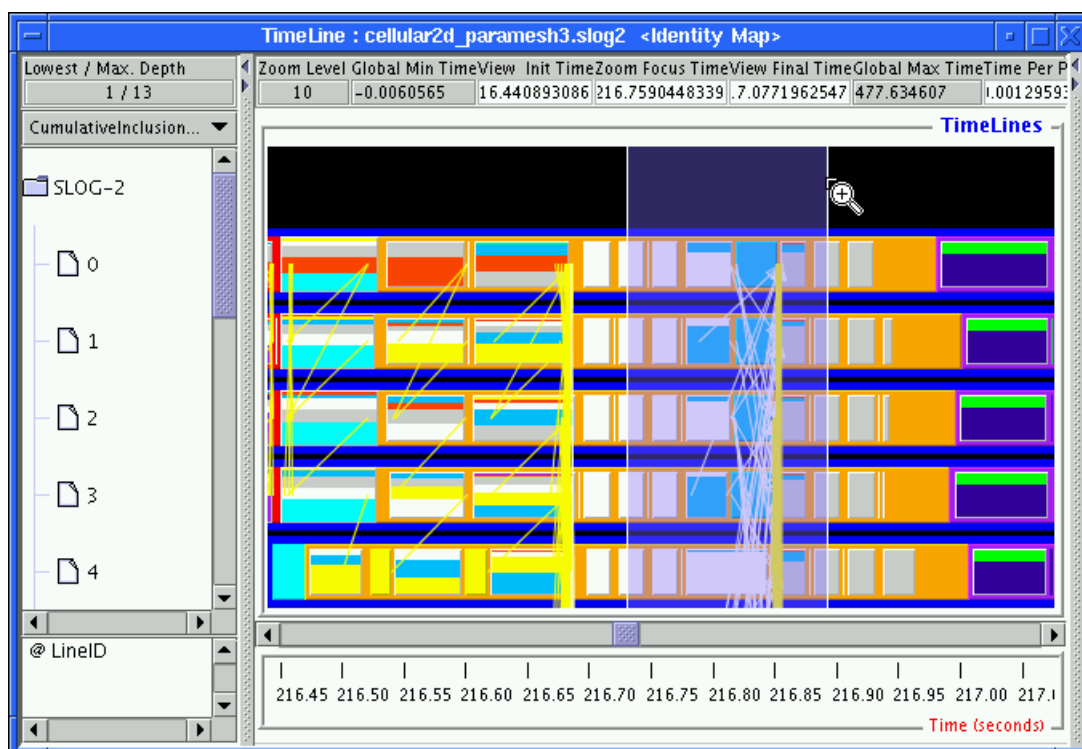 TimeLine : cellular2d_paramesh3.slog2 <Identity Map>
Lowest / Max. Depth
1 / 13
CumulativeInclusion...
Zoom Level Global Min Time View Init Time Zoom Focus Time View Final Time Global Max Time Time Per P
10 -0.0060565 16.440893086 216.7590448339 .7.0771962547 477.634607 .00129593
TimeLines
SLOG-2
0
1
2
3
4
@ LineID
216.45 216.50 216.55 216.60 216.65 216.70 216.75 216.80 216.85 216.90 216.95 217.00 217.
Time (seconds)